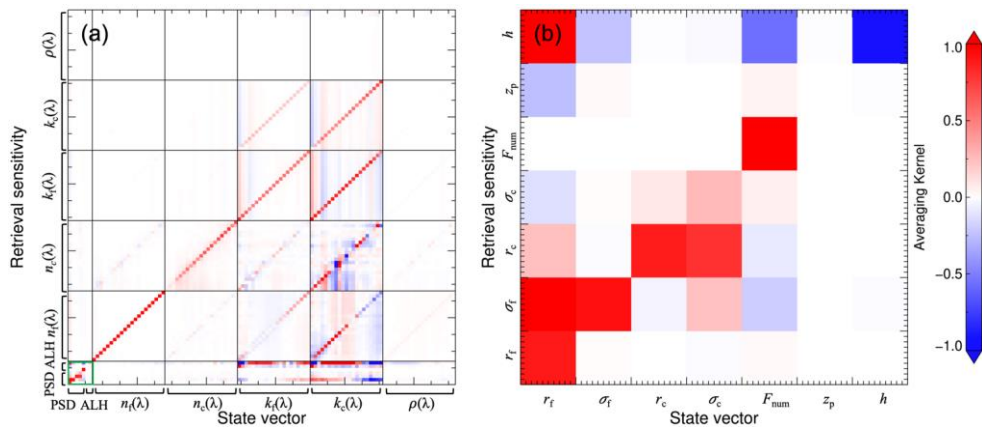 (a)
ρ(λ)
k_c(λ)
k_f(λ)
n_c(λ)
n_f(λ)
PSD ALH
Retrieval sensitivity
PSD ALH n_f(λ) n_c(λ) k_f(λ) k_c(λ) ρ(λ)
State vector
(b)
h
z_p
F_num
σ_c
r_c
σ_f
r_f
Retrieval sensitivity
r_f σ_f r_c σ_c F_num z_p h
State vector
1.0
0.5
0.0
−0.5
−1.0
Averaging Kernel